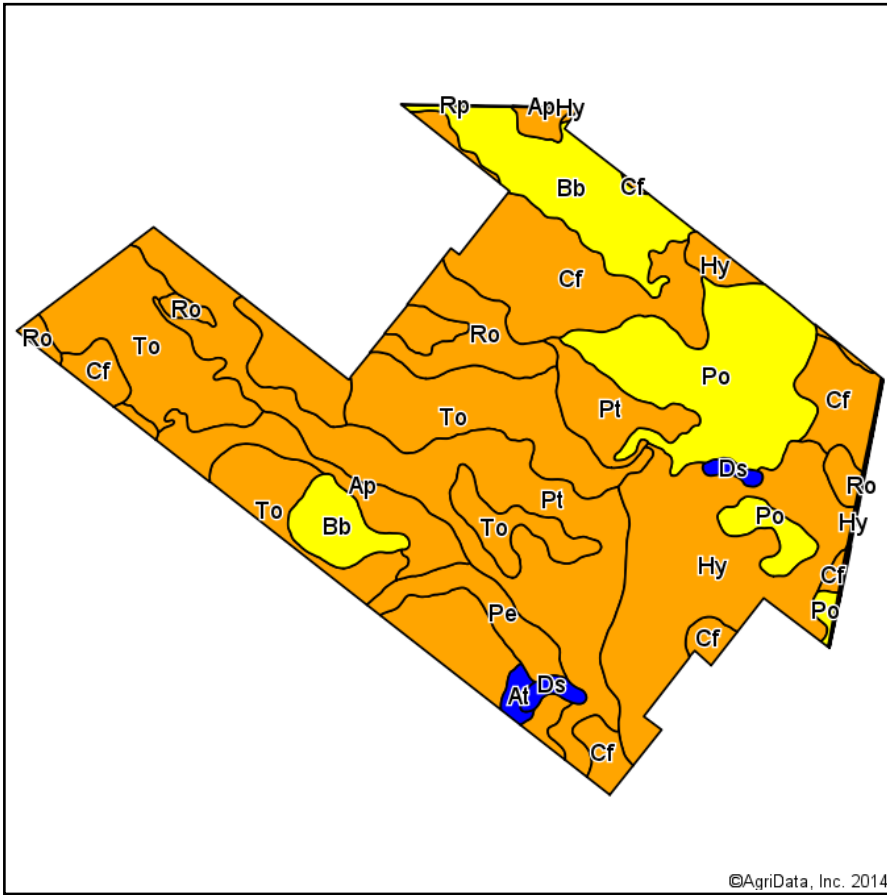 Rp
ApHy
Bb
Cf
Hy
Cf
Ro
Ro
Ro
To
Cf
Po
Cf
Pt
To
Ds
Ro
Ap
Pt
To
Po
Hy
Bb
To
Hy
Cf
Pe
Po
Cf
Ds
At
Cf
©AgriData, Inc. 2014